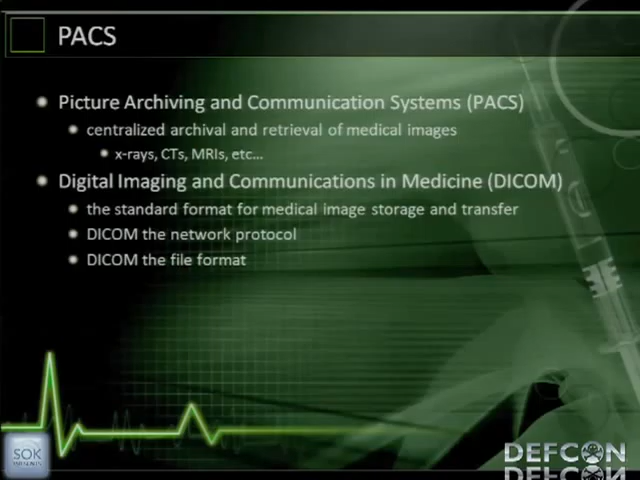 PACS
Picture Archiving and Communication Systems (PACS)
centralized archival and retrieval of medical images
x-rays, CTs, MRIs, etc…
Digital Imaging and Communications in Medicine (DICOM)
the standard format for medical image storage and transfer
DICOM the network protocol
DICOM the file format
SOK
DEFCON